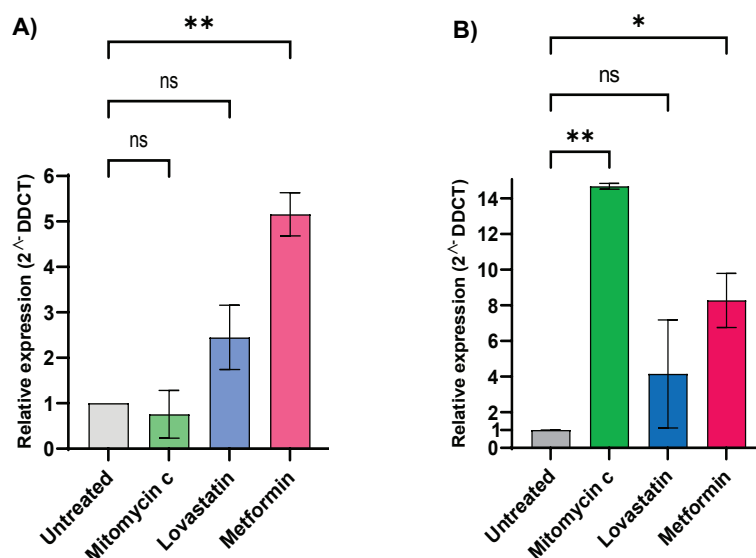 A)
**
ns
ns
Relative expression (2^-DDCT)
6
5
4
3
2
1
0
Untreated
Mitomycin c
Lovastatin
Metformin
B)
*
ns
**
Relative expression (2^-DDCT)
14
12
10
8
6
4
2
1
0
Untreated
Mitomycin c
Lovastatin
Metformin